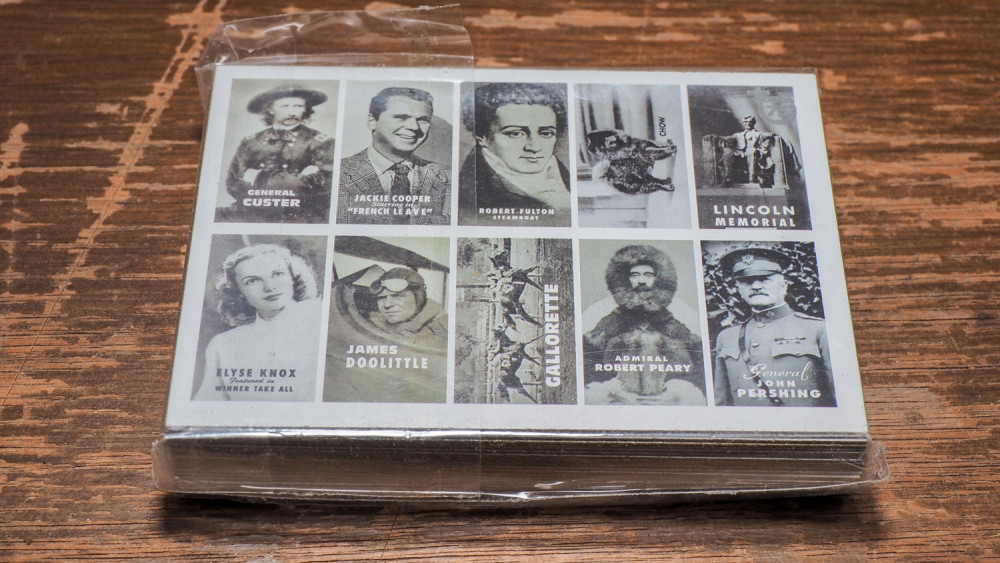 GENERAL
CUSTER
JACKIE COOPER
Starring in
"FRENCH LEAVE"
ROBERT FULTON
STEAMBOAT
CHOW
LINCOLN
MEMORIAL
ELYSE KNOX
Featured in
WINNER TAKE ALL
JAMES
DOOLITTLE
GALLORETTE
ADMIRAL
ROBERT PEARY
General
JOHN
PERSHING